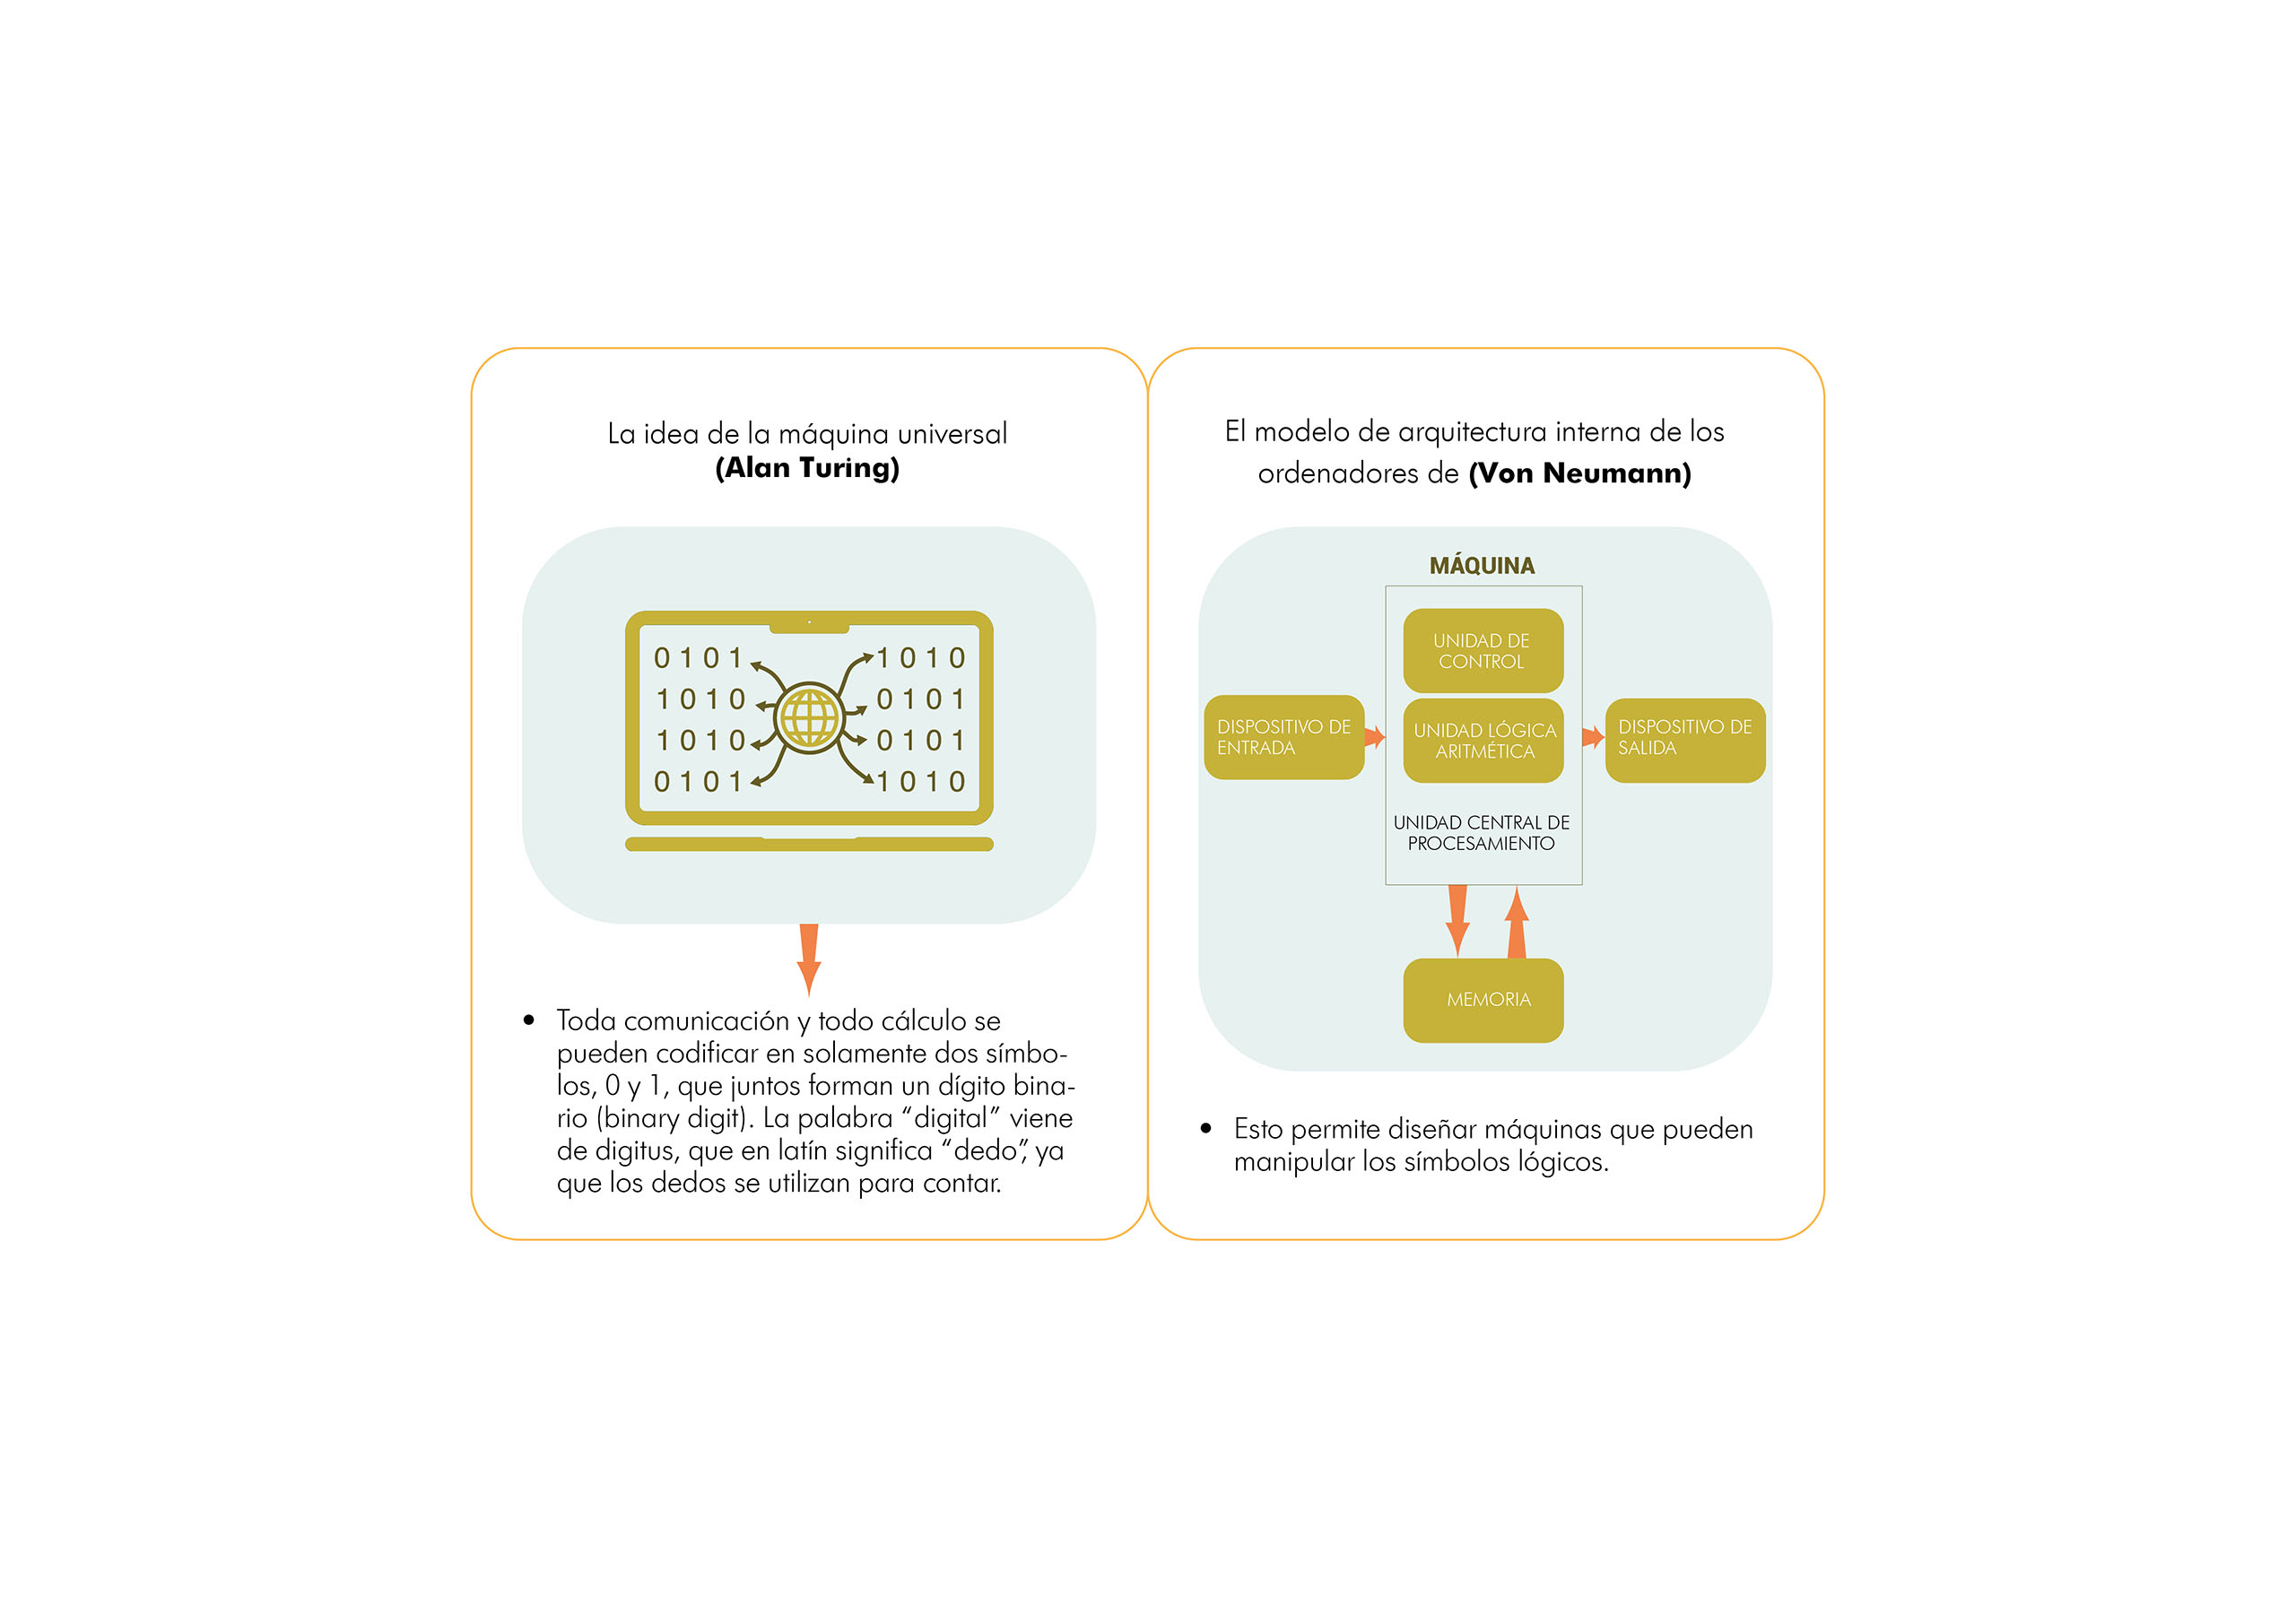 La idea de la máquina universal
(Alan Turing)
0 1 0 1
1 0 1 0
1 0 1 0
0 1 0 1
1 0 1 0
0 1 0 1
0 1 0 1
1 0 1 0
• Toda comunicación y todo cálculo se
pueden codificar en solamente dos símbo-
los, 0 y 1, que juntos forman un dígito bina-
rio (binary digit). La palabra “digital” viene
de digitus, que en latín significa “dedo”, ya
que los dedos se utilizan para contar.
El modelo de arquitectura interna de los
ordenadores de (Von Neumann)
MÁQUINA
UNIDAD DE
CONTROL
DISPOSITIVO DE
ENTRADA
UNIDAD LÓGICA
ARITMÉTICA
DISPOSITIVO DE
SALIDA
UNIDAD CENTRAL DE
PROCESAMIENTO
MEMORIA
• Esto permite diseñar máquinas que pueden
manipular los símbolos lógicos.